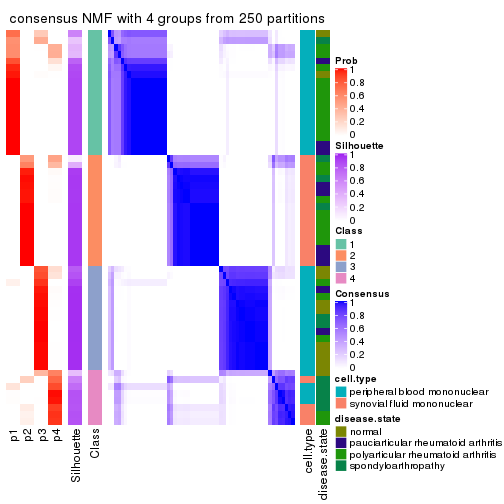 consensus NMF with 4 groups from 250 partitions
Prob
1
0.8
0.6
0.4
0.2
0
Silhouette
1
0.8
0.6
0.4
0.2
0
Class
1
2
3
4
Consensus
1
0.8
0.6
0.4
0.2
0
cell.type
peripheral blood mononuclear
synovial fluid mononuclear
disease.state
normal
pauciarticular rheumatoid arthritis
polyarticular rheumatoid arthritis
spondyloarthropathy
p1
p2
p3
p4
Silhouette
Class
cell.type
disease.state